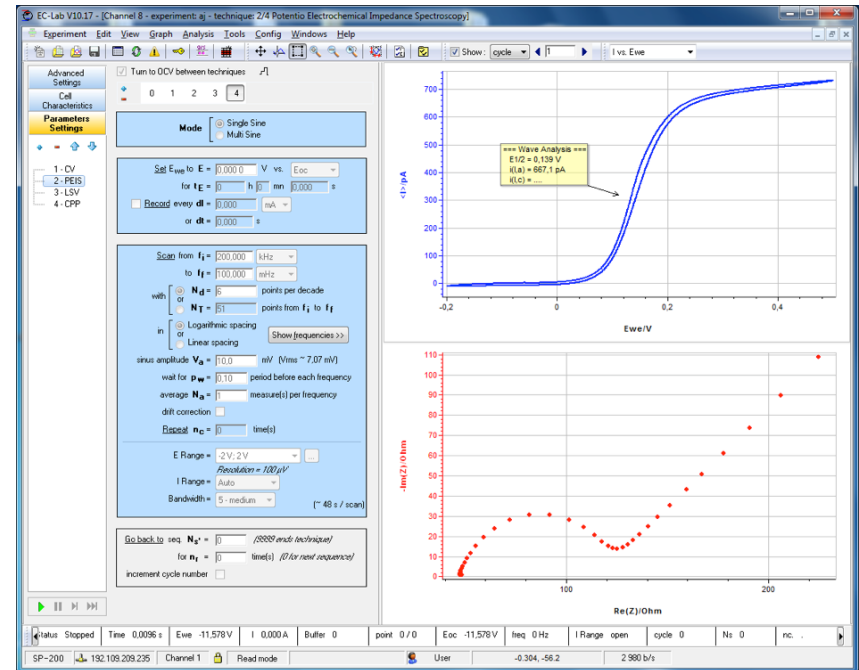 EC-Lab V10.17 - [Channel 8 - experiment: aj - technique: 2/4 Potentio Electrochemical Impedance Spectroscopy]
Experiment Edit View Graph Analysis Tools Config Windows Help
Show : cycle 1 I vs. Ewe
Advanced Settings
Cell Characteristics
Parameters Settings
1 - CV
2 - PEIS
3 - LSV
4 - CPP
Turn to OCV between techniques
0 1 2 3 4
Mode Single Sine
Multi Sine
Set Ewe to E = 0,000 0 V vs. Eoc
for tE = 0 h 0 mn 0,000 s
Record every dI = 0,000 mA
or dt = 0,000 s
Scan from fi = 200,000 kHz
to ff = 100,000 mHz
with Nd = 6 points per decade
or
NT = 51 points from fi to ff
in Logarithmic spacing
or
Linear spacing
Show frequencies >>
sinus amplitude Va = 10,0 mV (Vrms ~ 7,07 mV)
wait for pw = 0,10 period before each frequency
average Na = 1 measure(s) per frequency
drift correction
Repeat nc = 0 time(s)
E Range = -2 V; 2 V ...
Resolution = 100 µV
I Range = Auto
Bandwidth = 5 - medium (~ 48 s / scan)
Go back to seq. Ns' = 0 (9999 ends technique)
for nr = 0 time(s) (0 for next sequence)
increment cycle number
<I>/pA
700
600
500
400
300
200
100
0
=== Wave Analysis ===
E1/2 = 0,139 V
i(l,a) = 667,1 pA
i(l,c) = ....
-0,2 0 0,2 0,4
Ewe/V
-Im(Z)/Ohm
110
100
90
80
70
60
50
40
30
20
10
0
100 200
Re(Z)/Ohm
Status Stopped Time 0,0096 s Ewe -11,578 V I 0,000 A Buffer 0 point 0 / 0 Eoc -11,578 V freq 0 Hz I Range open cycle 0 Ns 0 nc. .
SP-200 192.109.209.235 Channel 1 Read mode User -0.304, -56.2 2 980 b/s